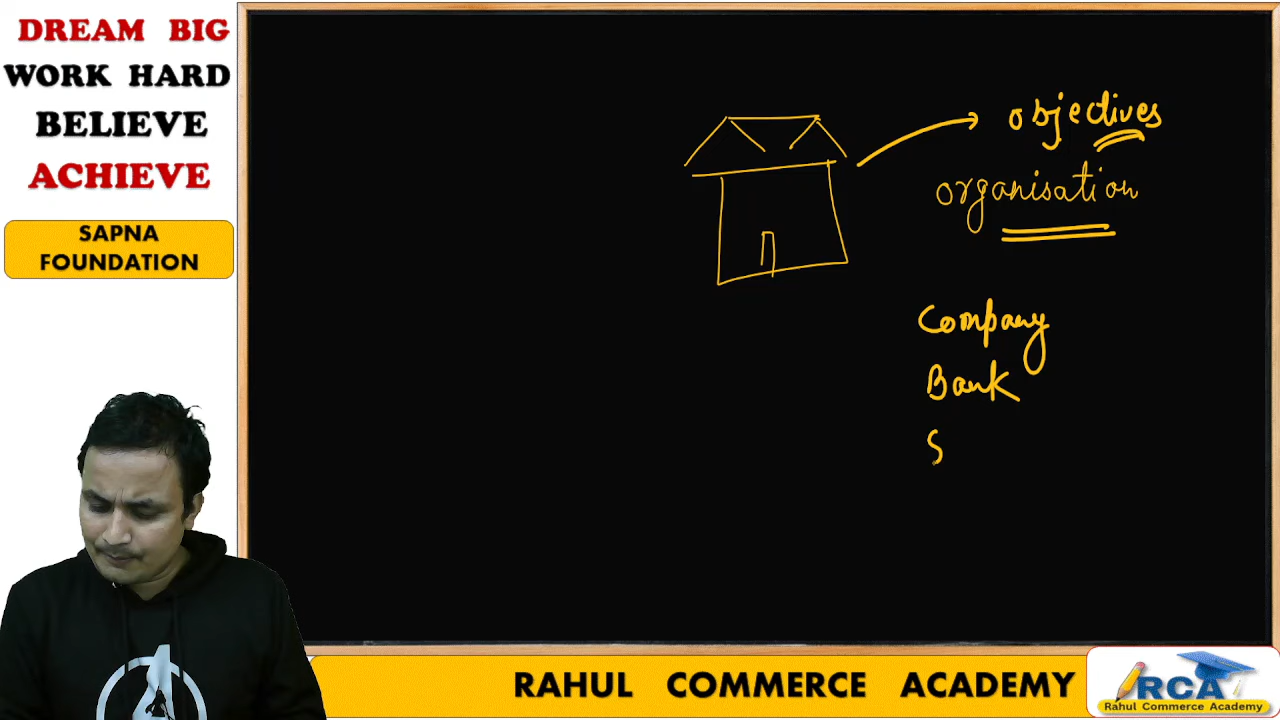 DREAM BIG
WORK HARD
BELIEVE
ACHIEVE
SAPNA
FOUNDATION
objectives
organisation
Company
Bank
S
RAHUL COMMERCE ACADEMY
RCA
Rahul Commerce Academy